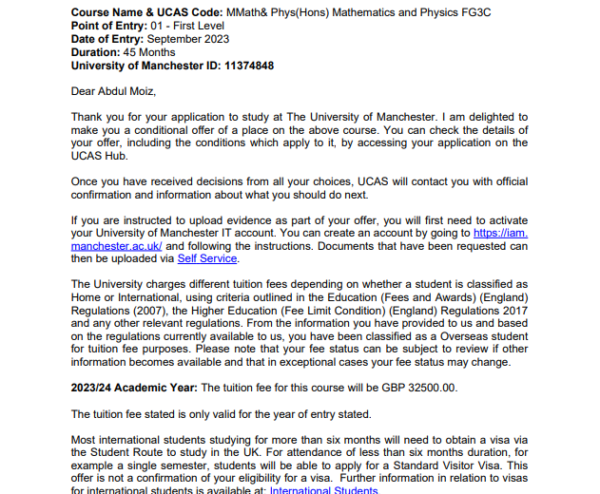 Course Name & UCAS Code: MMath& Phys(Hons) Mathematics and Physics FG3C
Point of Entry: 01 - First Level
Date of Entry: September 2023
Duration: 45 Months
University of Manchester ID: 11374848
Dear Abdul Moiz,
Thank you for your application to study at The University of Manchester. I am delighted to
make you a conditional offer of a place on the above course. You can check the details of
your offer, including the conditions which apply to it, by accessing your application on the
UCAS Hub.
Once you have received decisions from all your choices, UCAS will contact you with official
confirmation and information about what you should do next.
If you are instructed to upload evidence as part of your offer, you will first need to activate
your University of Manchester IT account. You can create an account by going to https://iam.
manchester.ac.uk/ and following the instructions. Documents that have been requested can
then be uploaded via Self Service.
The University charges different tuition fees depending on whether a student is classified as
Home or International, using criteria outlined in the Education (Fees and Awards) (England)
Regulations (2007), the Higher Education (Fee Limit Condition) (England) Regulations 2017
and any other relevant regulations. From the information you have provided to us and based
on the regulations currently available to us, you have been classified as a Overseas student
for tuition fee purposes. Please note that your fee status can be subject to review if other
information becomes available and that in exceptional cases your fee status may change.
2023/24 Academic Year: The tuition fee for this course will be GBP 32500.00.
The tuition fee stated is only valid for the year of entry stated.
Most international students studying for more than six months will need to obtain a visa via
the Student Route to study in the UK. For attendance of less than six months duration, for
example a single semester, students will be able to apply for a Standard Visitor Visa. This
offer is not a confirmation of your eligibility for a visa. Further information in relation to visas
for international students is available at: International Students.